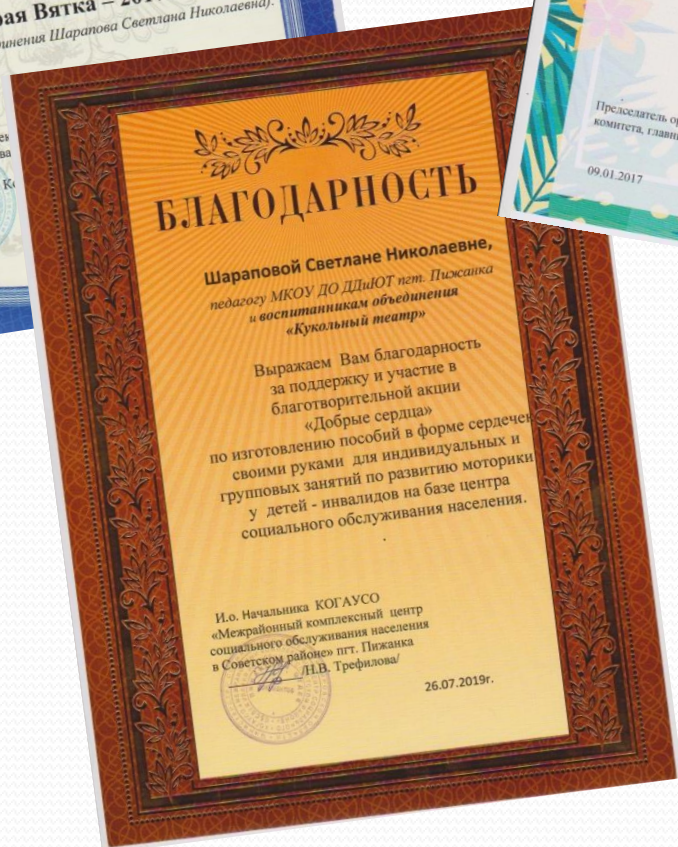 рая Вятка – 201
инения Шарапова Светлана Николаевна).
БЛАГОДАРНОСТЬ
Шараповой Светлане Николаевне,
педагогу МКОУ ДО ДДиЮТ пгт. Пижанка
и воспитанникам объединения
«Кукольный театр»
Выражаем Вам благодарность
за поддержку и участие в
благотворительной акции
«Добрые сердца»
по изготовлению пособий в форме сердечек
своими руками для индивидуальных и
групповых занятий по развитию моторики
у детей - инвалидов на базе центра
социального обслуживания населения.
.
И.о. Начальника КОГАУСО
«Межрайонный комплексный центр
социального обслуживания населения
в Советском районе» пгт. Пижанка
/Н.В. Трефилова/
26.07.2019г.
Председатель ор
комитета, главн
09.01.2017